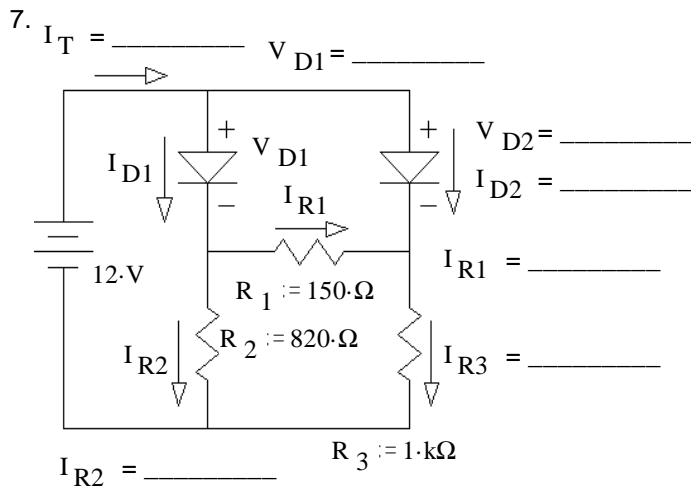 7. I_T = _________ V_D1 = _________
+ +
V_D2 = _________
I_D1 V_D1
I_D2 = _________
– –
I_R1
I_R1 = _________
12·V
R_1 := 150·Ω
I_R2 R_2 := 820·Ω
I_R3 = _________
R_3 := 1·kΩ
I_R2 = _________